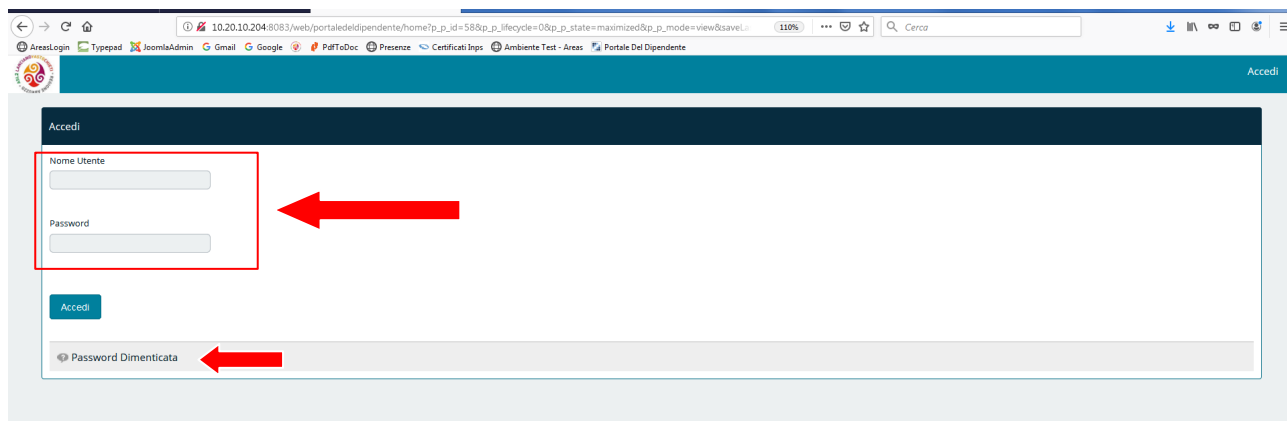 10.20.10.204:8083/web/portaledeldipendente/home?p_p_id=58&p_p_lifecycle=0&p_p_state=maximized&p_p_mode=view&saveLa 110% Cerca
AreasLogin Typepad JoomlaAdmin Gmail Google PdfToDoc Presenze Certificati Inps Ambiente Test - Areas Portale Del Dipendente
Accedi
Accedi
Nome Utente
Password
Accedi
Password Dimenticata